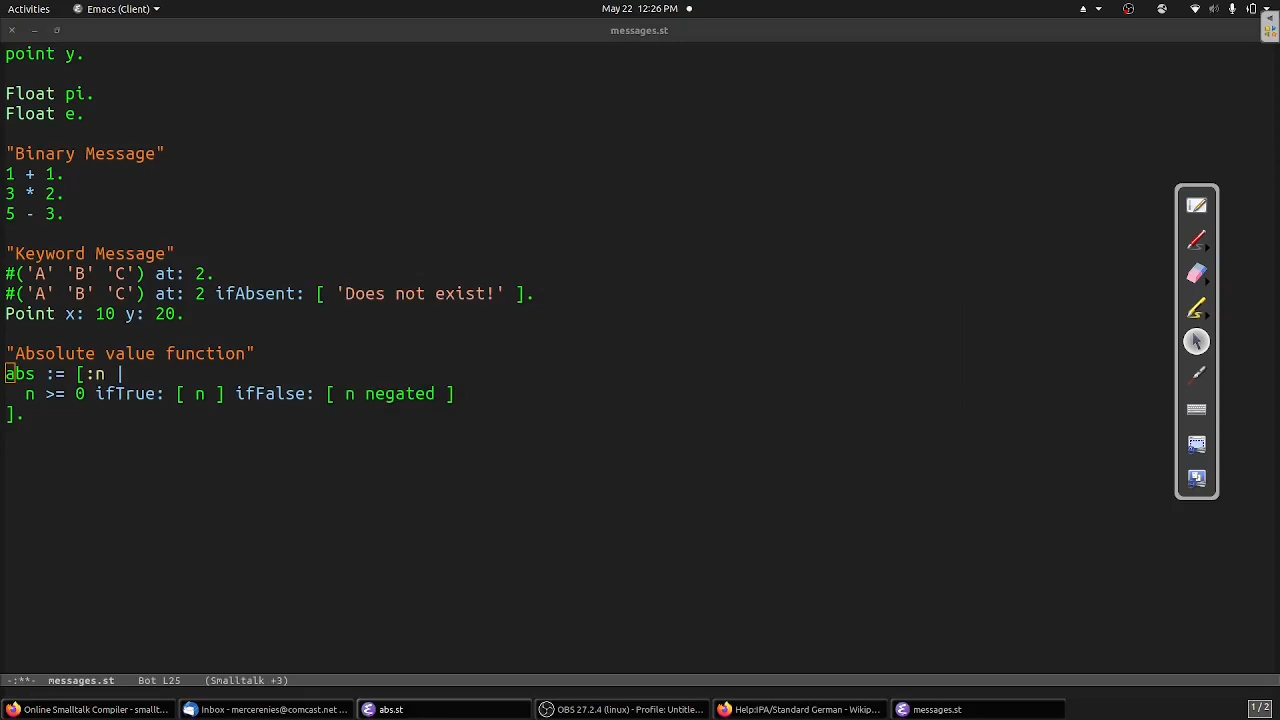 Activities Emacs (Client) May 22 12:26 PM
messages.st
point y.
Float pi.
Float e.
"Binary Message"
1 + 1.
3 * 2.
5 - 3.
"Keyword Message"
#('A' 'B' 'C') at: 2.
#('A' 'B' 'C') at: 2 ifAbsent: [ 'Does not exist!' ].
Point x: 10 y: 20.
"Absolute value function"
abs := [:n |
n >= 0 ifTrue: [ n ] ifFalse: [ n negated ]
].
-:**- messages.st Bot L25 (Smalltalk +3)
Online Smalltalk Compiler - smallt... Inbox - mercerenies@comcast.net ... abs.st OBS 27.2.4 (linux) - Profile: Untitle... Help:IPA/Standard German - Wikip... messages.st 1/2